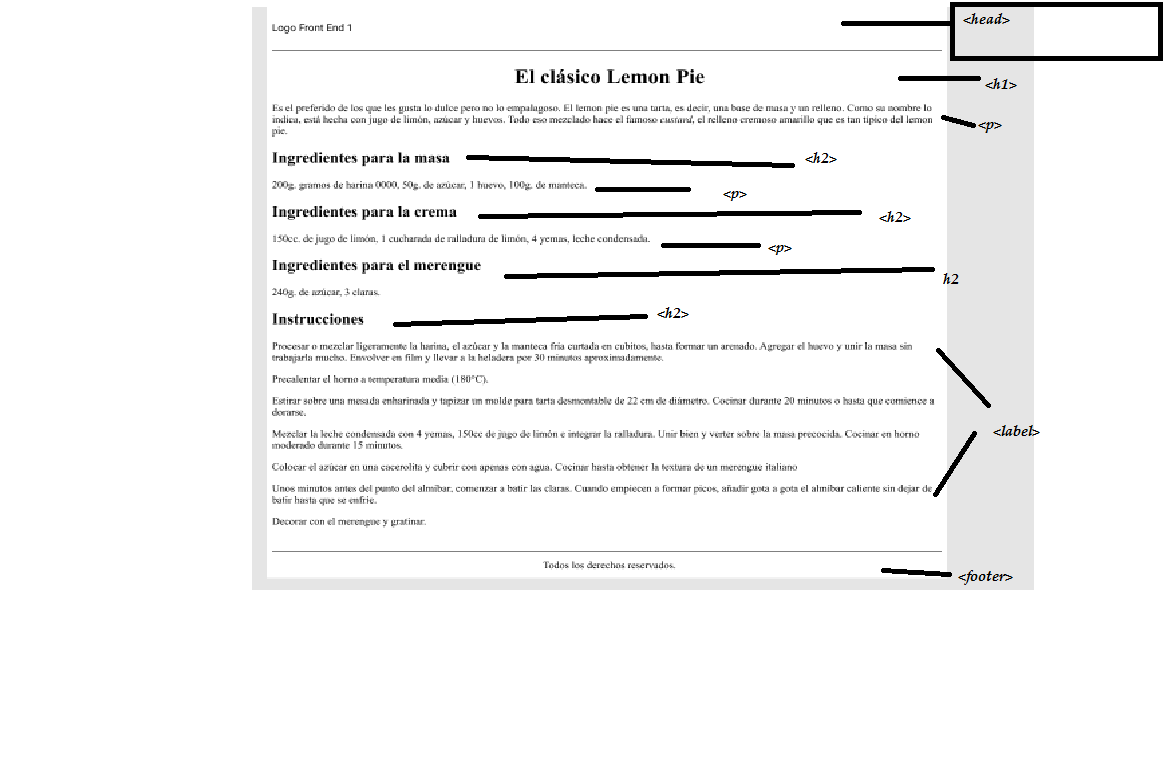 Logo Front End 1
<head>
El clásico Lemon Pie
<h1>
Es el preferido de los que les gusta lo dulce pero no lo empalagoso. El lemon pie es una tarta, es decir, una base de masa y un relleno. Como su nombre lo
indica, está hecha con jugo de limón, azúcar y huevos. Todo eso mezclado hace el famoso custard, el relleno cremoso amarillo que es tan típico del lemon
pie.
<p>
Ingredientes para la masa
<h2>
200g. gramos de harina 0000, 50g. de azúcar, 1 huevo, 100g. de manteca.
<p>
Ingredientes para la crema
<h2>
150cc. de jugo de limón, 1 cucharada de ralladura de limón, 4 yemas, leche condensada.
<p>
Ingredientes para el merengue
h2
240g. de azúcar, 3 claras.
Instrucciones
<h2>
Procesar o mezclar ligeramente la harina, el azúcar y la manteca fría cortada en cubitos, hasta formar un arenado. Agregar el huevo y unir la masa sin
trabajarla mucho. Envolver en film y llevar a la heladera por 30 minutos aproximadamente.
Precalentar el horno a temperatura media (180°C).
Estirar sobre una mesada enharinada y tapizar un molde para tarta desmontable de 22 cm de diámetro. Cocinar durante 20 minutos o hasta que comience a
dorarse.
<label>
Mezclar la leche condensada con 4 yemas, 150cc de jugo de limón e integrar la ralladura. Unir bien y verter sobre la masa precocida. Cocinar en horno
moderado durante 15 minutos.
Colocar el azúcar en una cacerolita y cubrir con apenas con agua. Cocinar hasta obtener la textura de un merengue italiano
Unos minutos antes del punto del almíbar, comenzar a batir las claras. Cuando empiecen a formar picos, añadir gota a gota el almíbar caliente sin dejar de
batir hasta que se enfríe.
Decorar con el merengue y gratinar.
Todos los derechos reservados.
<footer>